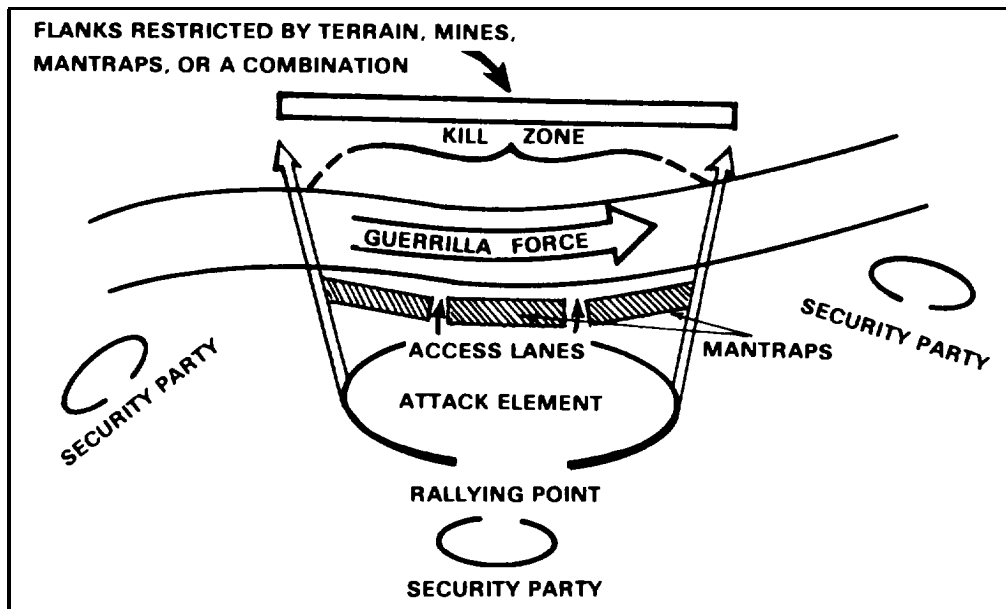 FLANKS RESTRICTED BY TERRAIN, MINES,
MANTRAPS, OR A COMBINATION
KILL ZONE
GUERRILLA FORCE
SECURITY PARTY
ACCESS LANES
MANTRAPS
SECURITY PARTY
ATTACK ELEMENT
RALLYING POINT
SECURITY PARTY